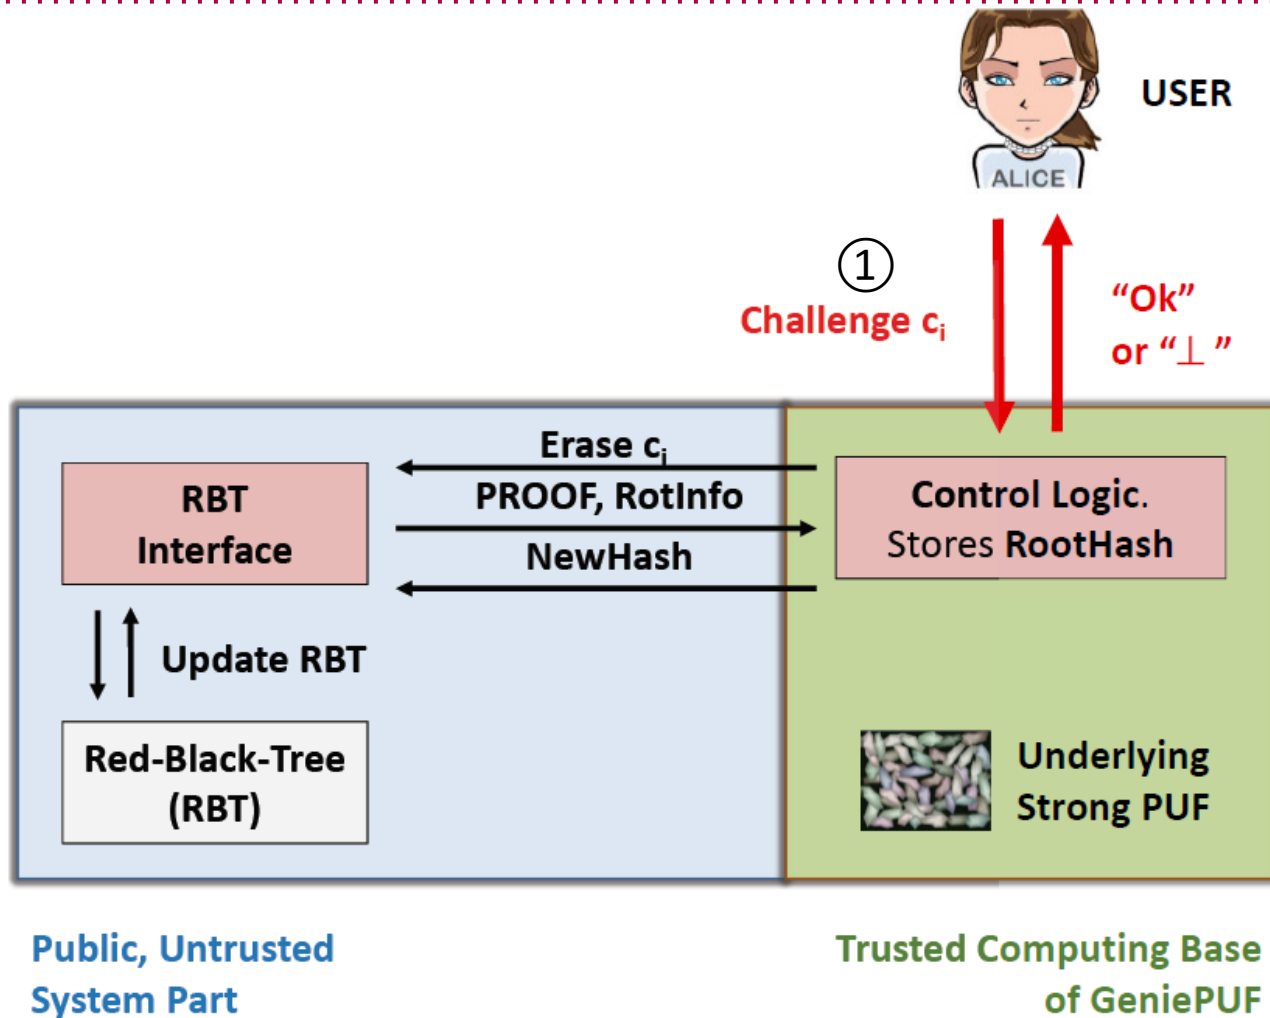 USER
ALICE
①
Challenge cᵢ
“Ok”
or “⊥”
Erase cᵢ
PROOF, RotInfo
NewHash
RBT
Interface
Control Logic.
Stores RootHash
Update RBT
Red-Black-Tree
(RBT)
Underlying
Strong PUF
Public, Untrusted
System Part
Trusted Computing Base
of GeniePUF